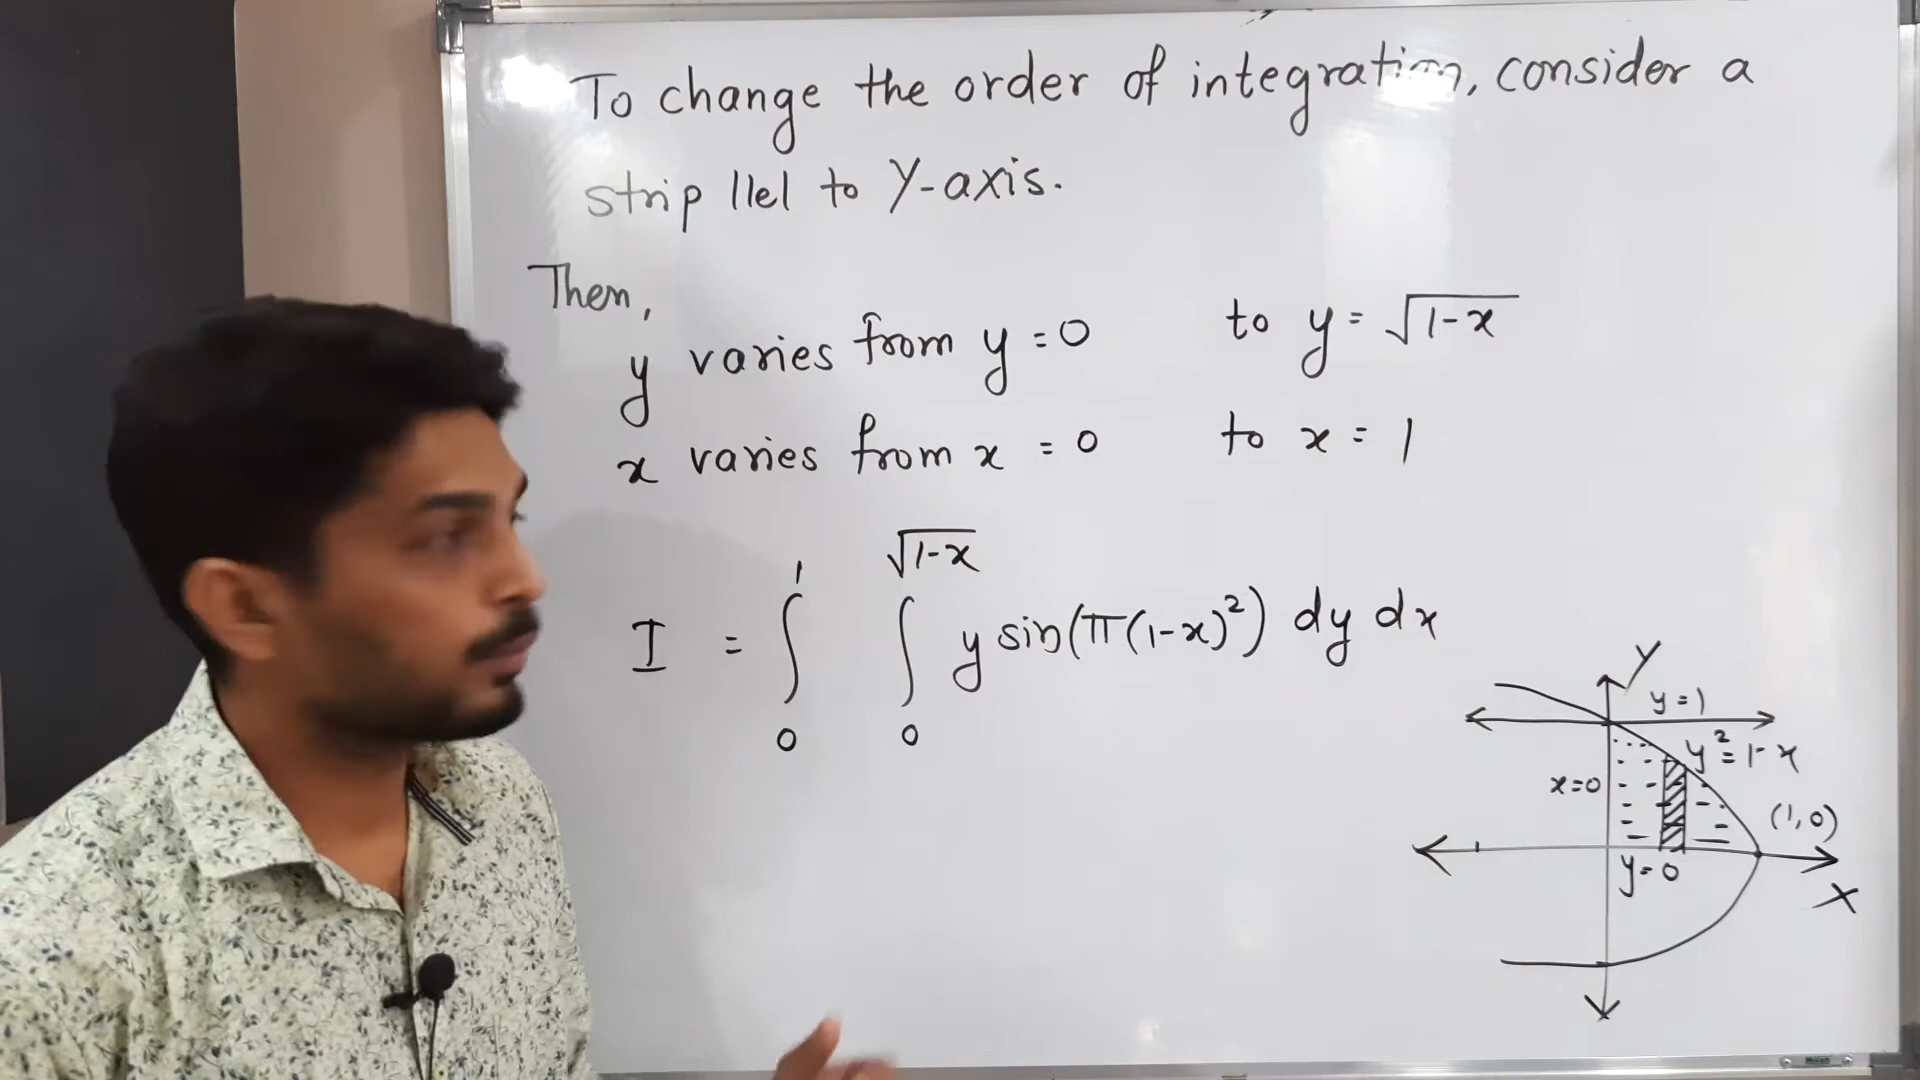 To change the order of integration, consider a
strip llel to Y-axis.
Then,
y varies from y = 0 to y = √1-x
x varies from x = 0 to x = 1
I = ∫₀¹ ∫₀^√1-x y sin(π(1-x)²) dy dx
Y
y = 1
y² = 1-x
x=0
(1,0)
y=0
X